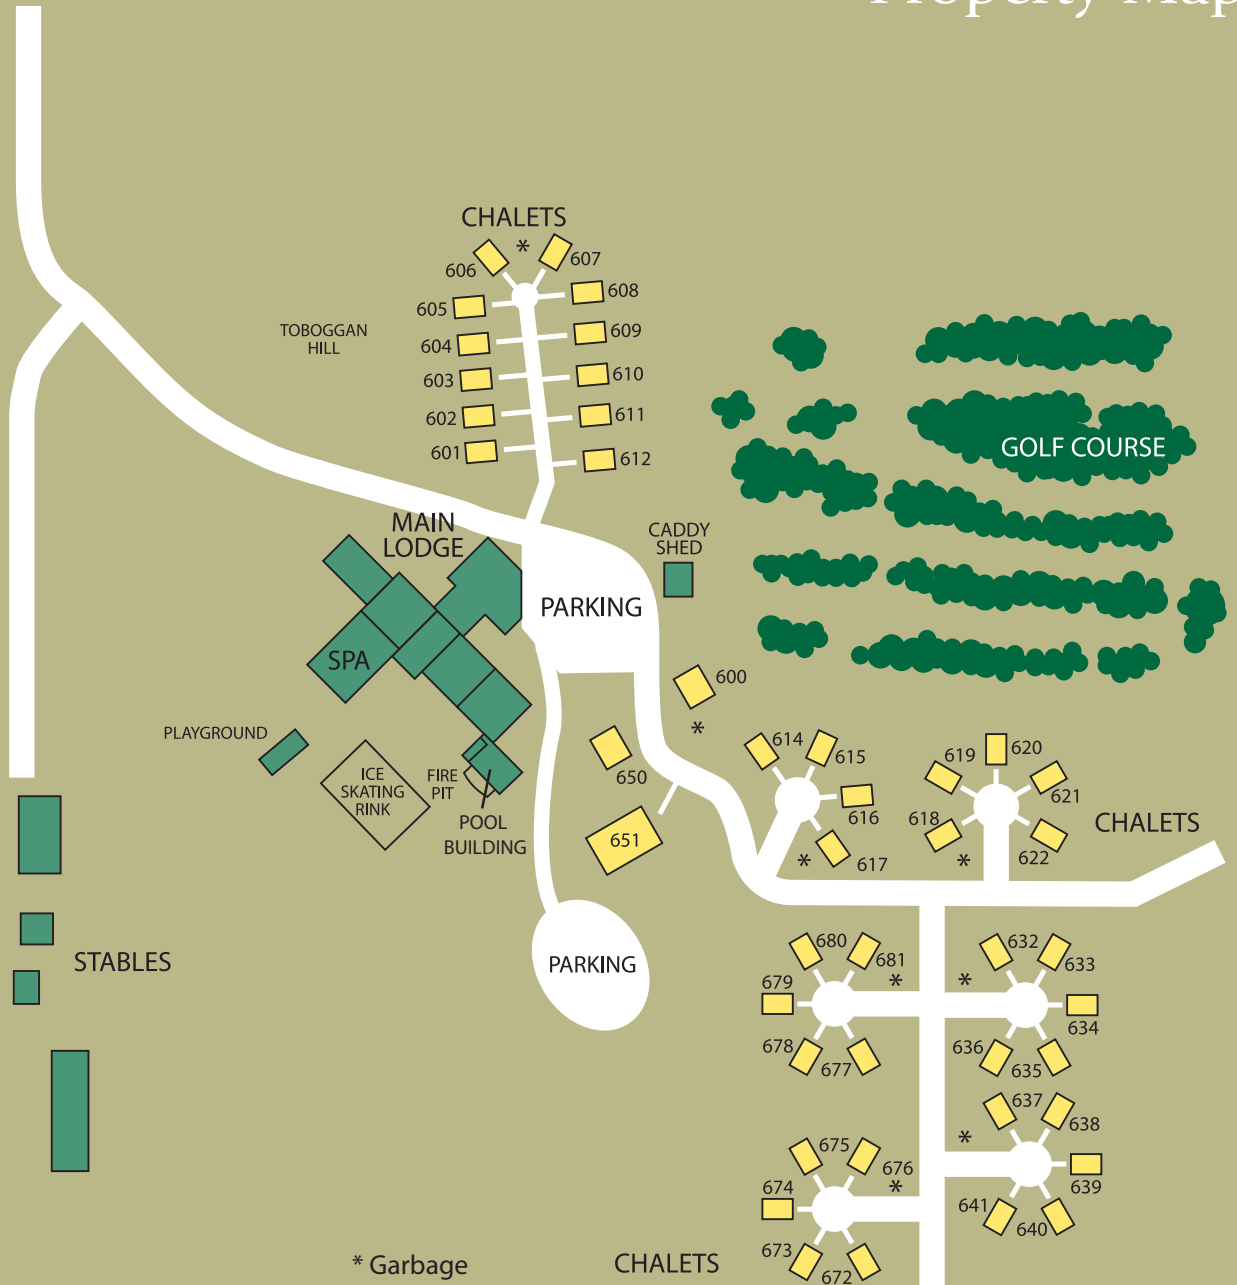 Property Map
CHALETS
*
606
607
605
608
604
609
603
610
602
611
601
612
TOBOGGAN
HILL
GOLF COURSE
MAIN
LODGE
CADDY
SHED
PARKING
SPA
600
*
PLAYGROUND
ICE
SKATING
RINK
FIRE
PIT
POOL
BUILDING
650
651
614
615
616
617
*
619
620
621
618
622
*
CHALETS
STABLES
PARKING
680
681
*
679
678
677
632
633
*
634
636
635
637
638
*
639
641
640
675
676
*
674
673
672
* Garbage
CHALETS